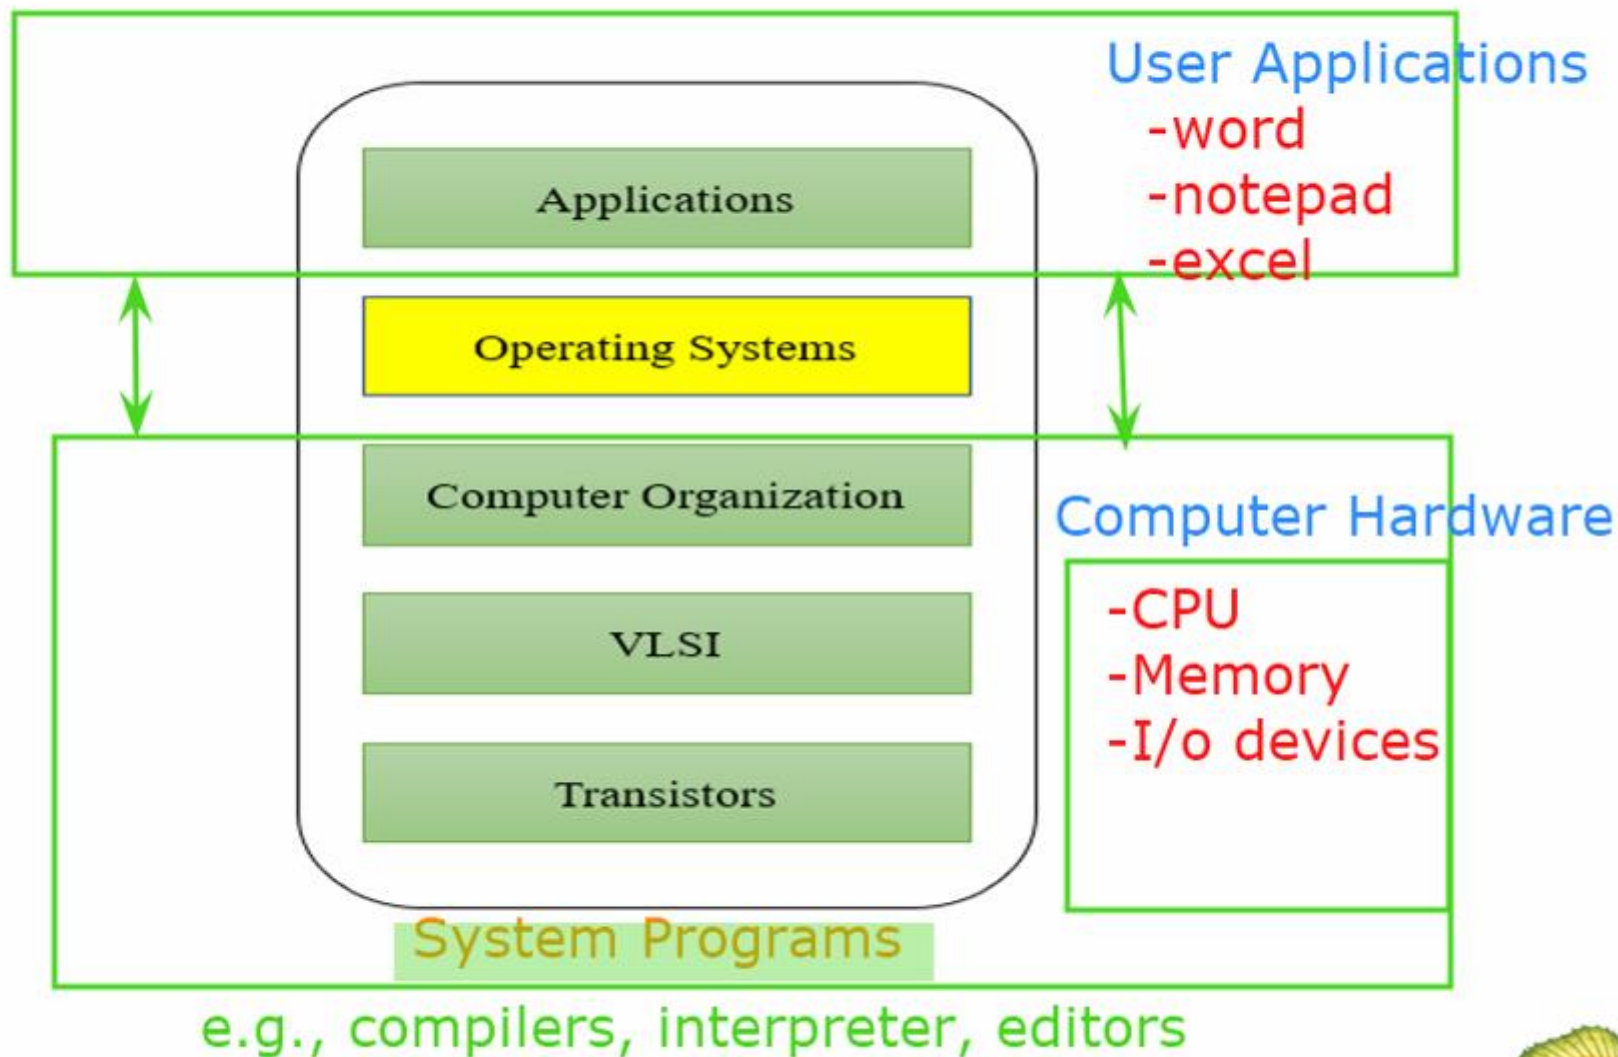 User Applications
-word
-notepad
-excel
Applications
Operating Systems
Computer Organization
VLSI
Transistors
Computer Hardware
-CPU
-Memory
-I/o devices
System Programs
e.g., compilers, interpreter, editors